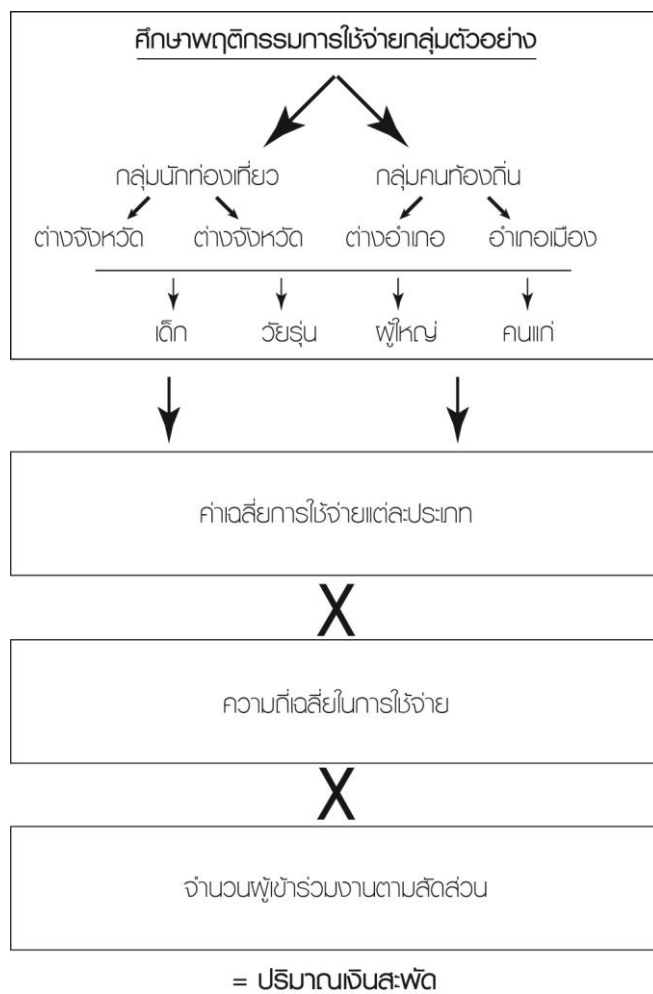 ศึกษาพฤติกรรมการใช้จ่ายกลุ่มตัวอย่าง
กลุ่มนักท่องเที่ยว กลุ่มคนท้องถิ่น
ต่างจังหวัด ต่างจังหวัด ต่างอำเภอ อำเภอเมือง
เด็ก วัยรุ่น ผู้ใหญ่ คนแก่
ค่าเฉลี่ยการใช้จ่ายแต่ละประเภท
X
ความถี่เฉลี่ยในการใช้จ่าย
X
จำนวนผู้เข้าร่วมงานตามสัดส่วน
= ปริมาณเงินสะพัด